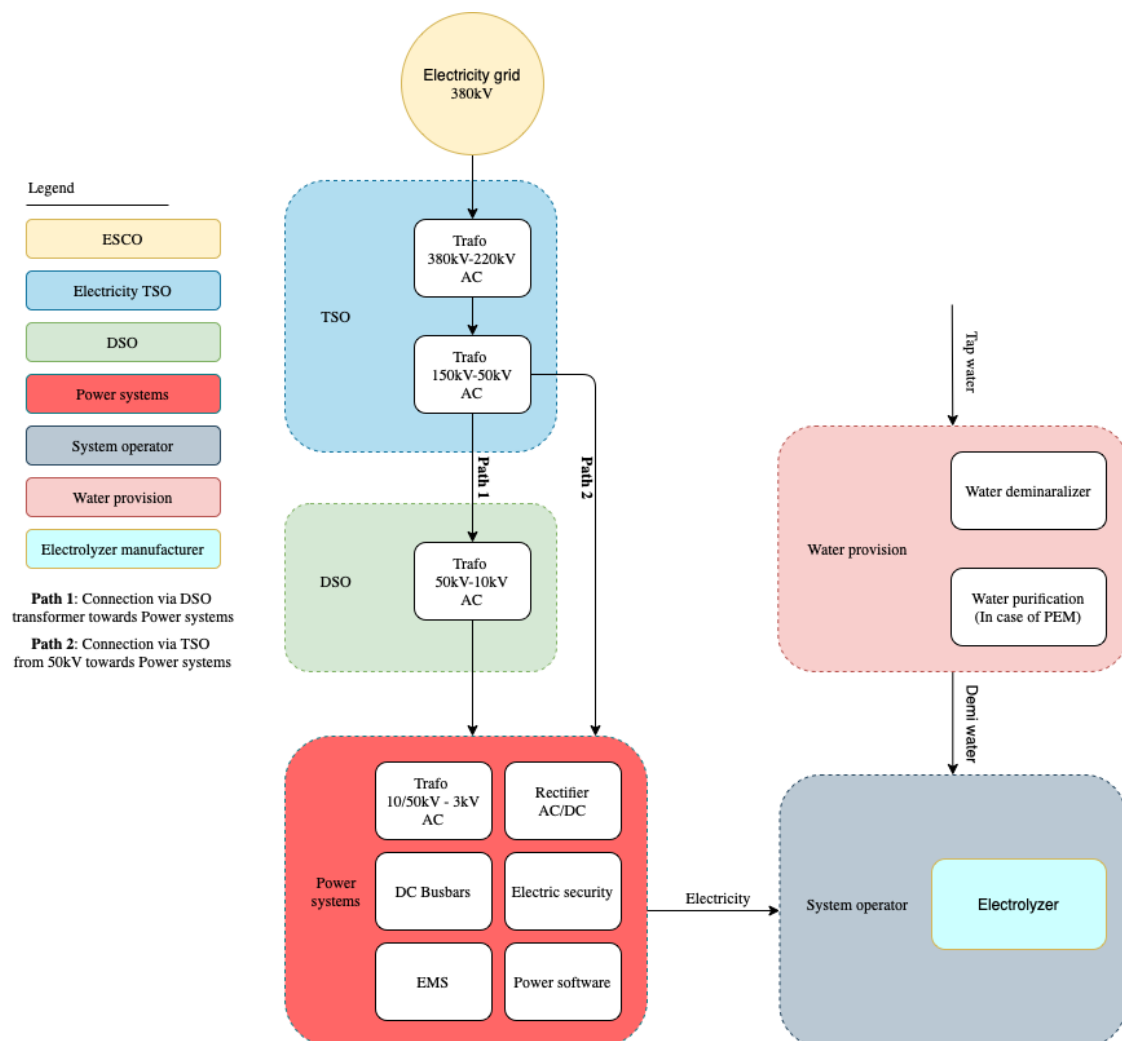 Electricity grid
380kV
Legend
ESCO
Electricity TSO
DSO
Power systems
System operator
Water provision
Electrolyzer manufacturer
Path 1: Connection via DSO
transformer towards Power systems
Path 2: Connection via TSO
from 50kV towards Power systems
TSO
Trafo
380kV-220kV
AC
Trafo
150kV-50kV
AC
Path 1
Path 2
DSO
Trafo
50kV-10kV
AC
Power
systems
Trafo
10/50kV - 3kV
AC
Rectifier
AC/DC
DC Busbars
Electric security
EMS
Power software
Electricity
Tap water
Water provision
Water deminaralizer
Water purification
(In case of PEM)
Demi water
System operator
Electrolyzer